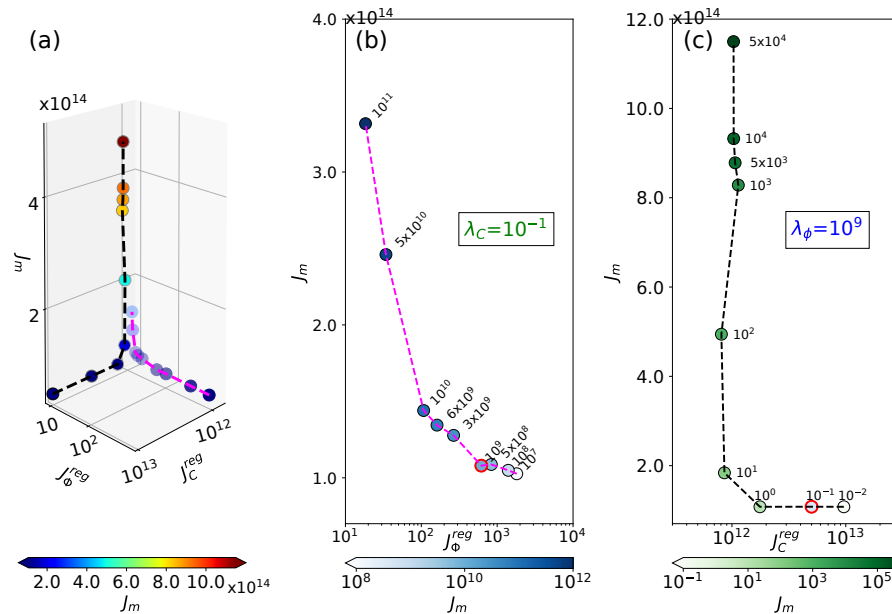 (a)
x10^14
4
2
J_m
10
10^2
10^13
10^12
J_Φ^reg
J_C^reg
2.0 4.0 6.0 8.0 10.0
x10^14
J_m
(b)
x10^14
4.0
3.0
2.0
1.0
J_m
10^11
5x10^10
10^10
6x10^9
3x10^9
10^9
5x10^8
10^8
10^7
λ_C=10^-1
10^1 10^2 10^3 10^4
J_Φ^reg
10^8 10^10 10^12
J_m
(c)
x10^14
12.0
10.0
8.0
6.0
4.0
2.0
J_m
5x10^4
10^4
5x10^3
10^3
10^2
10^1
10^0
10^-1
10^-2
λ_ϕ=10^9
10^12 10^13
J_C^reg
10^-1 10^1 10^3 10^5
J_m